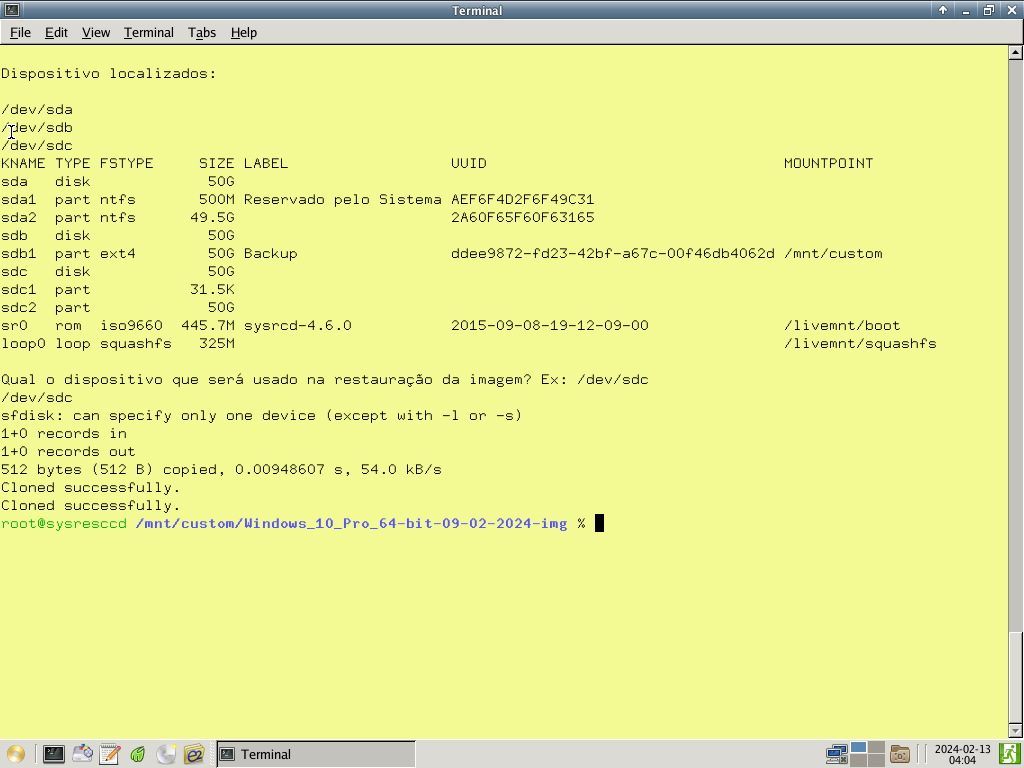 Terminal
File Edit View Terminal Tabs Help
Dispositivo localizados:
/dev/sda
/dev/sdb
/dev/sdc
KNAME TYPE FSTYPE     SIZE LABEL                  UUID                                 MOUNTPOINT
sda   disk             50G
sda1  part ntfs       500M Reservado pelo Sistema AEF6F4D2F6F49C31
sda2  part ntfs      49.5G                        2A60F65F60F63165
sdb   disk             50G
sdb1  part ext4        50G Backup                 ddee9872-fd23-42bf-a67c-00f46db4062d /mnt/custom
sdc   disk             50G
sdc1  part           31.5K
sdc2  part             50G
sr0   rom  iso9660  445.7M sysrcd-4.6.0           2015-09-08-19-12-09-00               /livemnt/boot
loop0 loop squashfs   325M                                                             /livemnt/squashfs
Qual o dispositivo que será usado na restauração da imagem? Ex: /dev/sdc
/dev/sdc
sfdisk: can specify only one device (except with -l or -s)
1+0 records in
1+0 records out
512 bytes (512 B) copied, 0.00948607 s, 54.0 kB/s
Cloned successfully.
Cloned successfully.
root@sysresccd /mnt/custom/Windows_10_Pro_64-bit-09-02-2024-img %
Terminal
2024-02-13
04:04